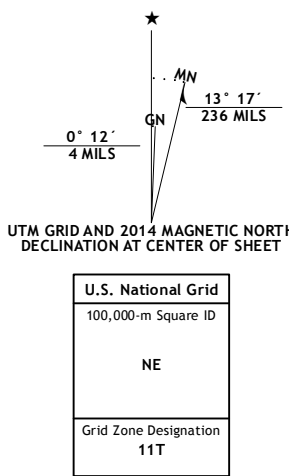 ★
MN
13° 17´
236 MILS
GN
0° 12´
4 MILS
UTM GRID AND 2014 MAGNETIC NORTH
DECLINATION AT CENTER OF SHEET
U.S. National Grid
100,000-m Square ID
NE
Grid Zone Designation
11T